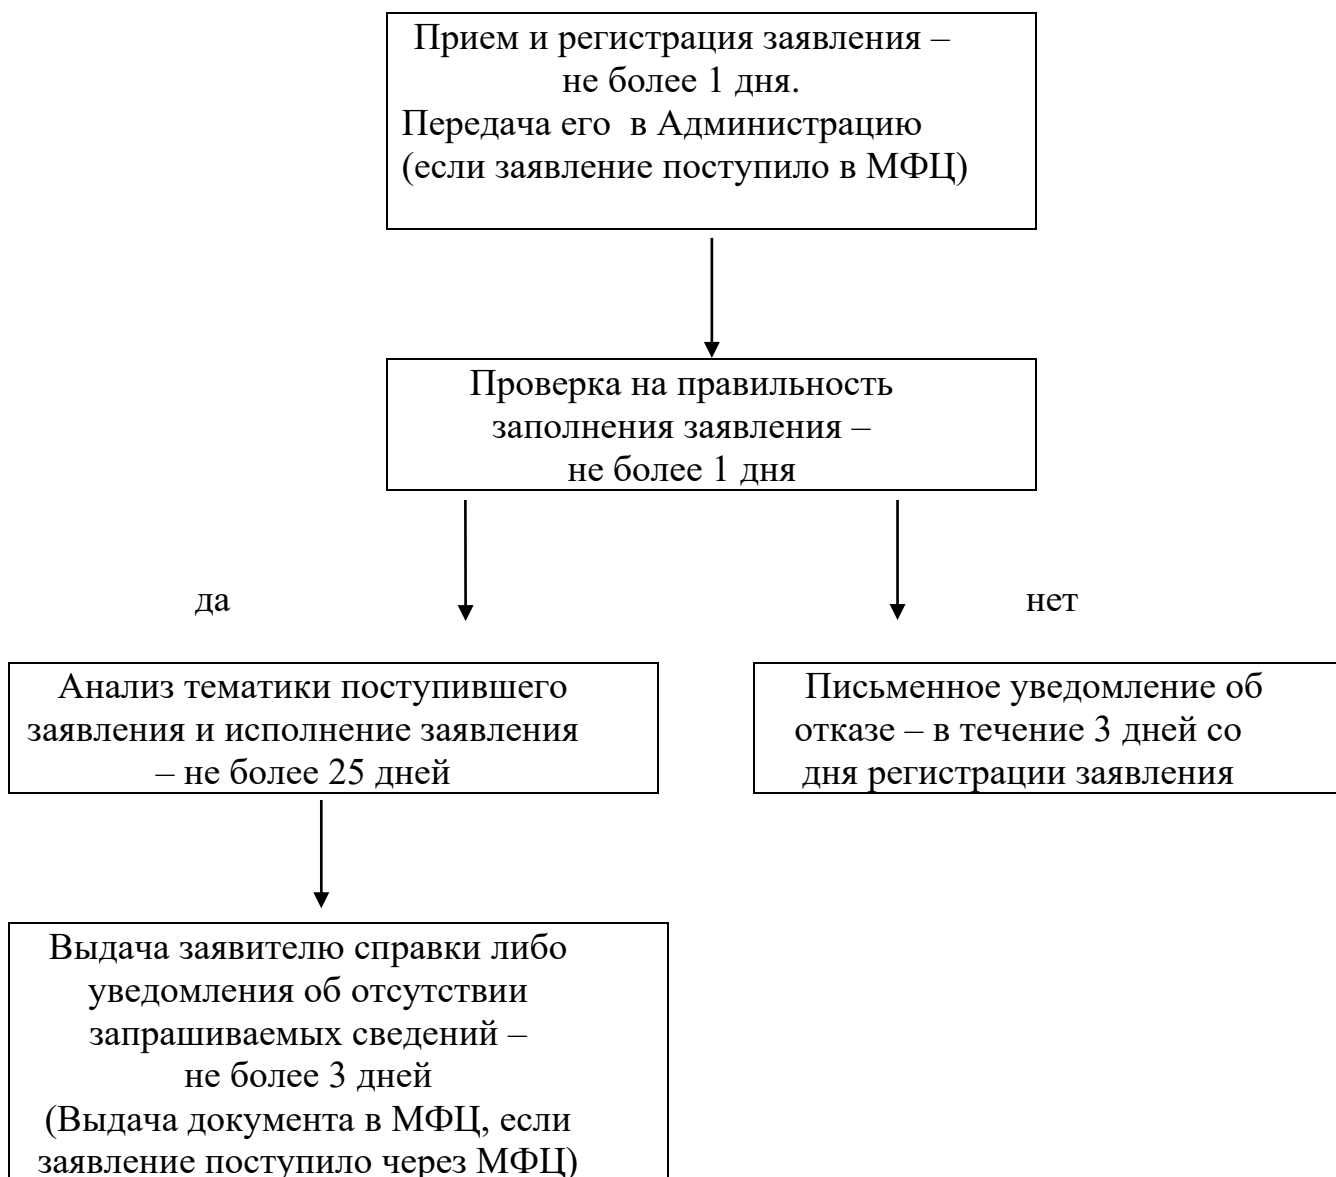 Прием и регистрация заявления –
не более 1 дня.
Передача его  в Администрацию
(если заявление поступило в МФЦ)
Проверка на правильность
заполнения заявления –
не более 1 дня
да
нет
Анализ тематики поступившего
заявления и исполнение заявления
– не более 25 дней
Письменное уведомление об
отказе – в течение 3 дней со
дня регистрации заявления
Выдача заявителю справки либо
уведомления об отсутствии
запрашиваемых сведений –
не более 3 дней
(Выдача документа в МФЦ, если
заявление поступило через МФЦ)